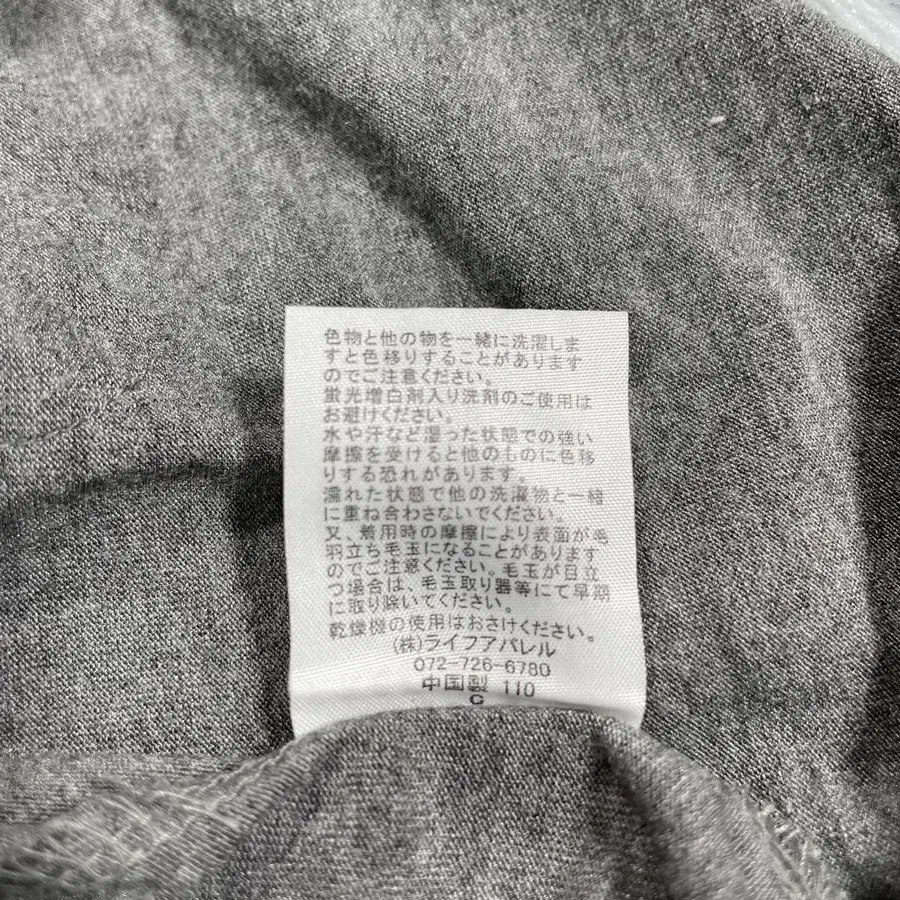 色物と他の物を一緒に洗濯しま
すと色移りすることがあります
のでご注意ください。
蛍光増白剤入り洗剤のご使用は
お避けください。
水や汗など湿った状態での強い
摩擦を受けると他のものに色移
りする恐れがあります。
濡れた状態で他の洗濯物と一緒
に重ね合わさないでください。
又、着用時の摩擦により表面が毛
羽立ち毛玉になることがあります
のでご注意ください。毛玉が目立
つ場合は、毛玉取り器等にて早期
に取り除いてください。
乾燥機の使用はおさけください。
(株)ライフアパレル
072-726-6780
中国製 110
C